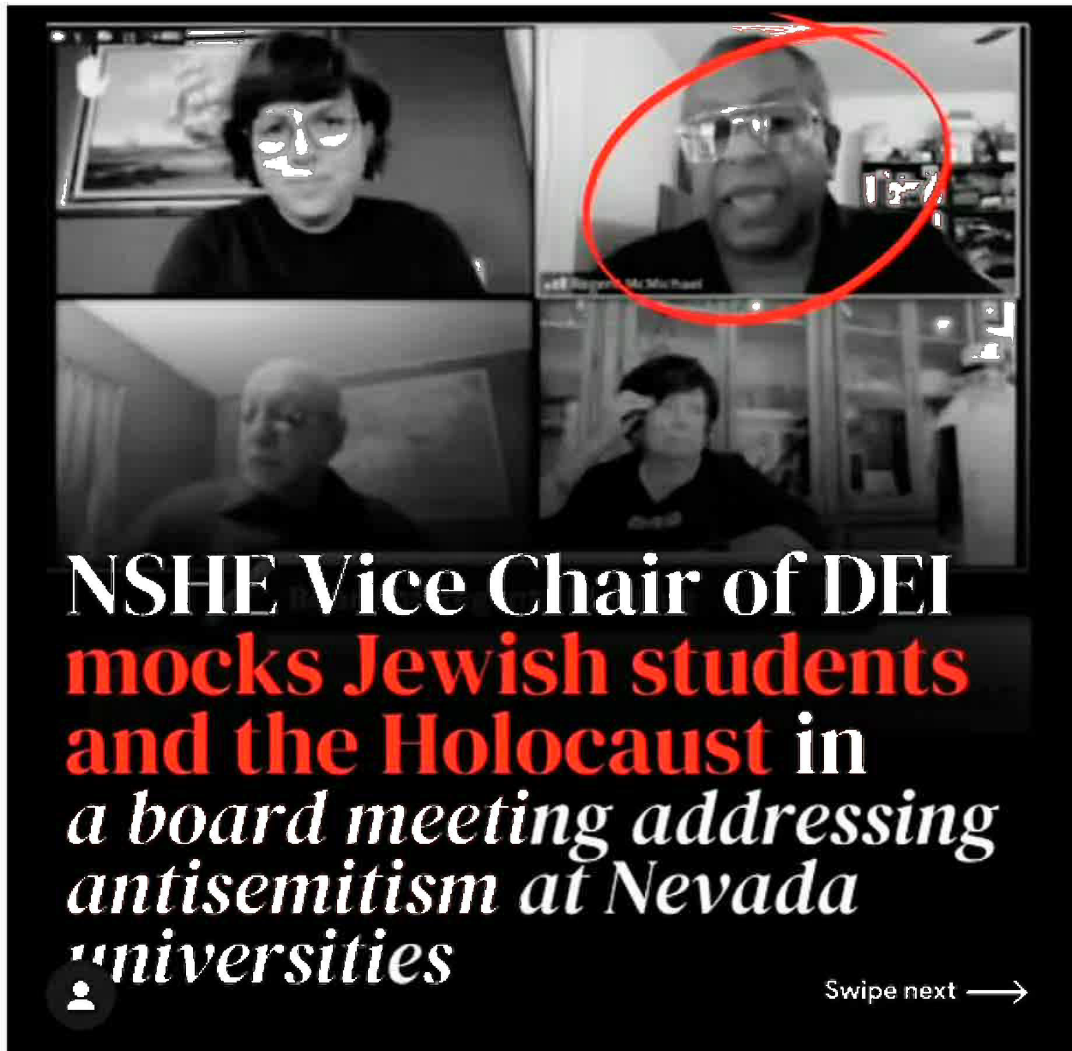 McMichael
NSHE Vice Chair of DEI
mocks Jewish students
and the Holocaust in
a board meeting addressing
antisemitism at Nevada
universities
Swipe next